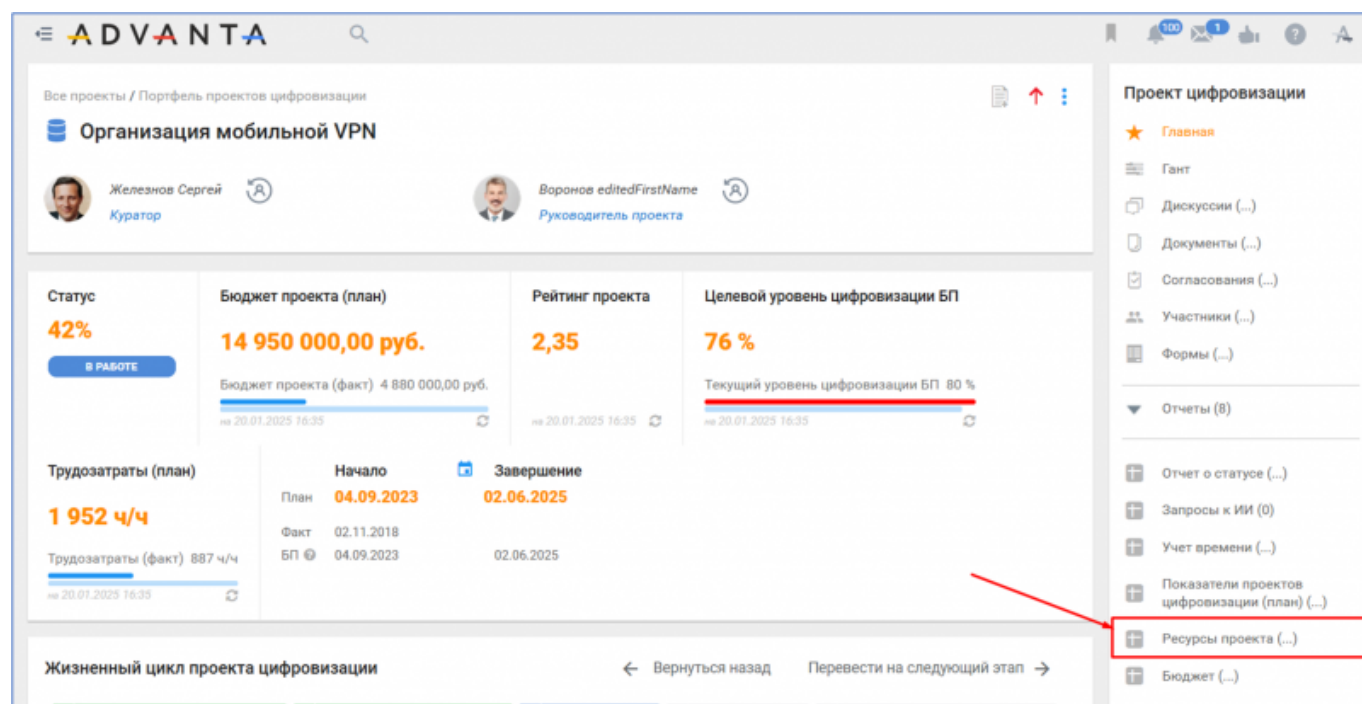 ADVANTA
100
1
Все проекты / Портфель проектов цифровизации
Организация мобильной VPN
Железнов Сергей
Куратор
Воронов editedFirstName
Руководитель проекта
Статус
42%
В РАБОТЕ
Бюджет проекта (план)
14 950 000,00 руб.
Бюджет проекта (факт) 4 880 000,00 руб.
на 20.01.2025 16:35
Рейтинг проекта
2,35
на 20.01.2025 16:35
Целевой уровень цифровизации БП
76 %
Текущий уровень цифровизации БП 80 %
на 20.01.2025 16:35
Трудозатраты (план)
1 952 ч/ч
Трудозатраты (факт) 887 ч/ч
на 20.01.2025 16:35
Начало Завершение
План 04.09.2023 02.06.2025
Факт 02.11.2018
БП 04.09.2023 02.06.2025
Жизненный цикл проекта цифровизации
Вернуться назад
Перевести на следующий этап
Проект цифровизации
Главная
Гант
Дискуссии (...)
Документы (...)
Согласования (...)
Участники (...)
Формы (...)
Отчеты (8)
Отчет о статусе (...)
Запросы к ИИ (0)
Учет времени (...)
Показатели проектов
цифровизации (план) (...)
Ресурсы проекта (...)
Бюджет (...)